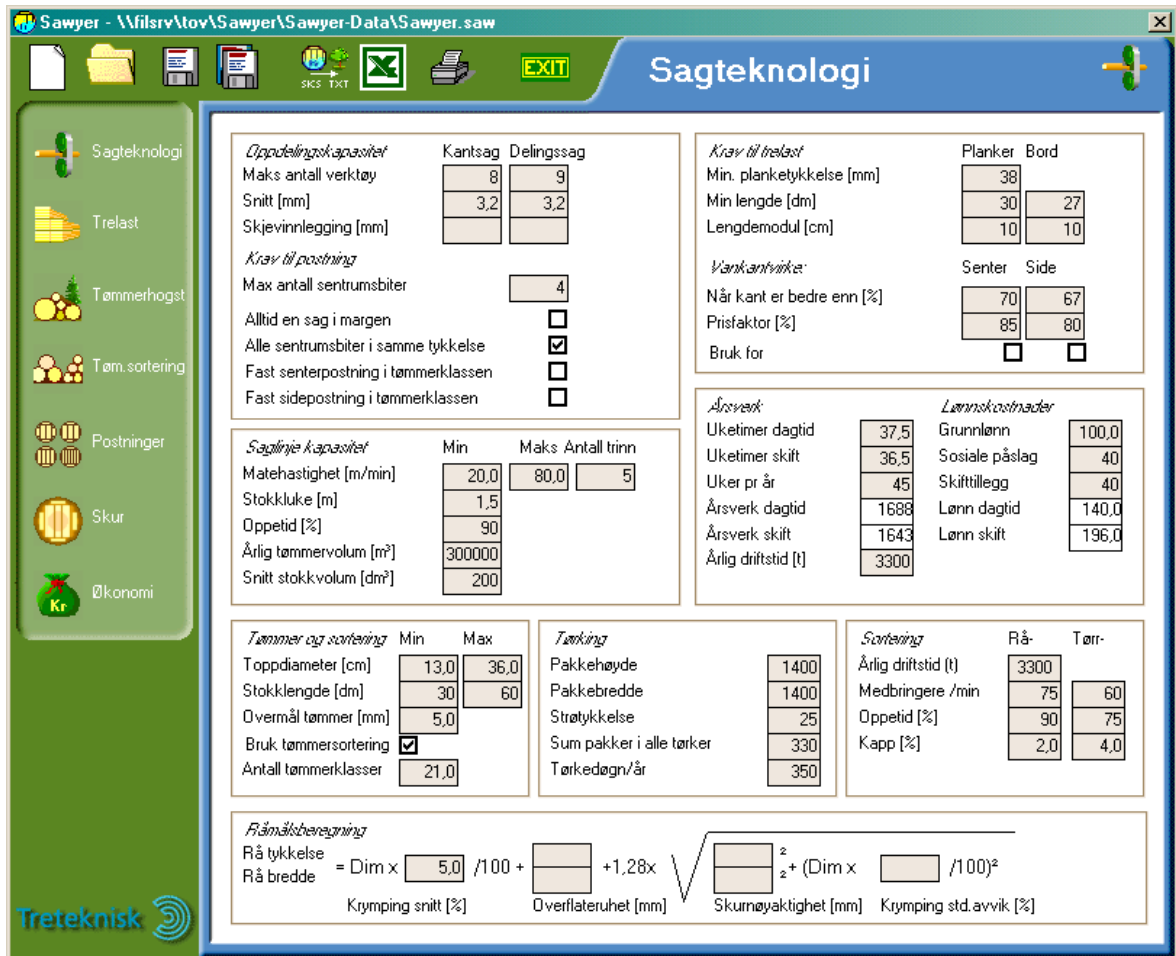 Sawyer - \\filsrv\tov\Sawyer\Sawyer-Data\Sawyer.saw
SKS TXT
EXIT
Sagteknologi
Sagteknologi
Trelast
Tømmerhogst
Tøm.sortering
Postninger
Skur
Kr
Økonomi
Treteknisk
Oppdelingskapasitet Kantsag Delingssag
Maks antall verktøy 8 9
Snitt [mm] 3,2 3,2
Skjevinnlegging [mm]
Krav til postning
Max antall sentrumsbiter 4
Alltid en sag i margen
Alle sentrumsbiter i samme tykkelse
Fast senterpostning i tømmerklassen
Fast sidepostning i tømmerklassen
Krav til trelast Planker Bord
Min. planketykkelse [mm] 38
Min lengde [dm] 30 27
Lengdemodul [cm] 10 10
Vankantvirke: Senter Side
Når kant er bedre enn [%] 70 67
Prisfaktor [%] 85 80
Bruk for
Saglinje kapasitet Min Maks Antall trinn
Matehastighet [m/min] 20,0 80,0 5
Stokkluke [m] 1,5
Oppetid [%] 90
Årlig tømmervolum [m³] 300000
Snitt stokkvolum [dm³] 200
Årsverk Lønnskostnader
Uketimer dagtid 37,5 Grunnlønn 100,0
Uketimer skift 36,5 Sosiale påslag 40
Uker pr år 45 Skifttillegg 40
Årsverk dagtid 1688 Lønn dagtid 140,0
Årsverk skift 1643 Lønn skift 196,0
Årlig driftstid [t] 3300
Tømmer og sortering Min Max
Toppdiameter [cm] 13,0 36,0
Stokklengde [dm] 30 60
Overmål tømmer [mm] 5,0
Bruk tømmersortering
Antall tømmerklasser 21,0
Tørking
Pakkehøyde 1400
Pakkebredde 1400
Strøtykkelse 25
Sum pakker i alle tørker 330
Tørkedøgn/år 350
Sortering Rå- Tørr-
Årlig driftstid (t) 3300
Medbringere /min 75 60
Oppetid [%] 90 75
Kapp [%] 2,0 4,0
Råmålsberegning
Rå tykkelse
Rå bredde
= Dim x 5,0 /100 + +1,28x √ ² ² + (Dim x /100)²
Krymping snitt [%] Overflateruhet [mm] Skurnøyaktighet [mm] Krymping std.avvik [%]